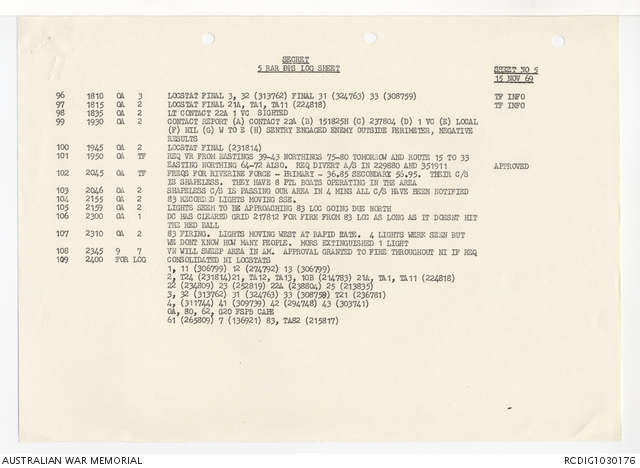 SECRET
5 RAR BNS LOG SHEET
SHEET NO 5
15 NOV 69
96 1810 OA 3 LOCSTAT FINAL 3, 32 (313762) FINAL 31 (324763) 33 (308759) TF INFO
97 1815 OA 2 LOCSTAT FINAL 21A, TA1, TA11 (224818) TF INFO
98 1835 OA 2 LT CONTACT 22A 1 VC SIGHTED
99 1930 OA 2 CONTACT REPORT (A) CONTACT 22A (B) 151825H (C) 237804 (D) 1 VC (E) LOCAL
(F) NIL (G) W TO E (H) SENTRY ENGAGED ENEMY OUTSIDE PERIMETER, NEGATIVE
RESULTS
100 1945 OA 2 LOCSTAT FINAL (231814)
101 1950 OA TF REQ VR FROM EASTINGS 39-43 NORTHINGS 75-80 TOMORROW AND ROUTE 15 TO 33
EASTING NORTHING 64-72 ALSO. REQ DIVERT A/S IN 229880 AND 351911 APPROVED
102 2045 OA TF FREQS FOR RIVERINE FORCE - PRIMARY - 36.85 SECONDARY 56.95. THEIR C/S
IS SHAPELESS. THEY HAVE 8 PTL BOATS OPERATING IN THE AREA
103 2046 OA 2 SHAPELESS C/S IS PASSING OUR AREA IN 4 MINS ALL C/S HAVE BEEN NOTIFIED
104 2155 OA 2 83 RECORDED LIGHTS MOVING SSE.
105 2159 OA 2 LIGHTS SEEM TO BE APPROACHING 83 LOG GOING DUE NORTH
106 2300 OA 1 DC HAS CLEARED GRID 217812 FOR FIRE FROM 83 LOC AS LONG AS IT DOESNT HIT
THE RED BALL
107 2310 OA 2 83 FIRING. LIGHTS MOVING WEST AT RAPID RATE. 4 LIGHTS WERE SEEN BUT
WE DONT KNOW HOW MANY PEOPLE. MORS EXTINGUISHED 1 LIGHT
108 2345 9 7 VN WILL SWEEP AREA IN AM. APPROVAL GRANTED TO FIRE THROUGHOUT NI IF REQ
109 2400 FOR LOG CONSOLIDATED NI LOCSTATS
1, 11 (306799) 12 (274792) 13 (306799)
2, T24 (231814)21, TA12, TA13, 10B (214783) 21A, TA1, TA11 (224818)
22 (234809) 23 (252819) 22A (238804) 25 (213835)
3, 32 (313762) 31 (324763) 33 (308759) T21 (236781)
4, (311744) 41 (309739) 42 (294748) 43 (303741)
OA, 80, 62, G20 FSPB CAPE
61 (265809) 7 (136921) 83, TA82 (215817)
AUSTRALIAN WAR MEMORIAL
RCDIG1030176